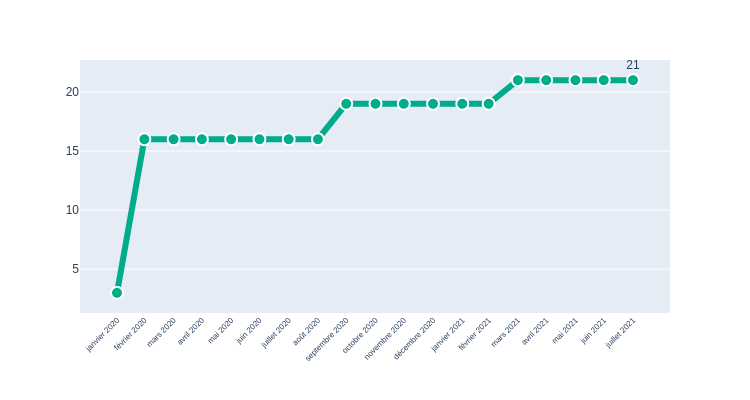 21
20
15
10
5
janvier 2020
février 2020
mars 2020
avril 2020
mai 2020
juin 2020
juillet 2020
août 2020
septembre 2020
octobre 2020
novembre 2020
décembre 2020
janvier 2021
février 2021
mars 2021
avril 2021
mai 2021
juin 2021
juillet 2021